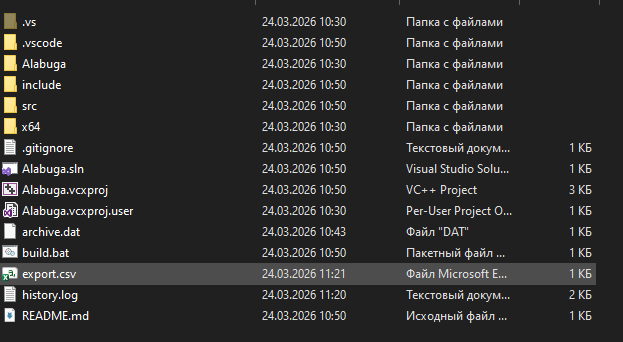 .vs 24.03.2026 10:30 Папка с файлами
.vscode 24.03.2026 10:50 Папка с файлами
Alabuga 24.03.2026 10:30 Папка с файлами
include 24.03.2026 10:50 Папка с файлами
src 24.03.2026 10:50 Папка с файлами
x64 24.03.2026 10:30 Папка с файлами
.gitignore 24.03.2026 10:50 Текстовый докум... 1 КБ
Alabuga.sln 24.03.2026 10:50 Visual Studio Solu... 1 КБ
Alabuga.vcxproj 24.03.2026 10:50 VC++ Project 3 КБ
Alabuga.vcxproj.user 24.03.2026 10:30 Per-User Project O... 1 КБ
archive.dat 24.03.2026 10:43 Файл "DAT" 1 КБ
build.bat 24.03.2026 10:50 Пакетный файл ... 1 КБ
export.csv 24.03.2026 11:21 Файл Microsoft E... 1 КБ
history.log 24.03.2026 11:20 Текстовый докум... 2 КБ
README.md 24.03.2026 10:50 Исходный файл ... 1 КБ